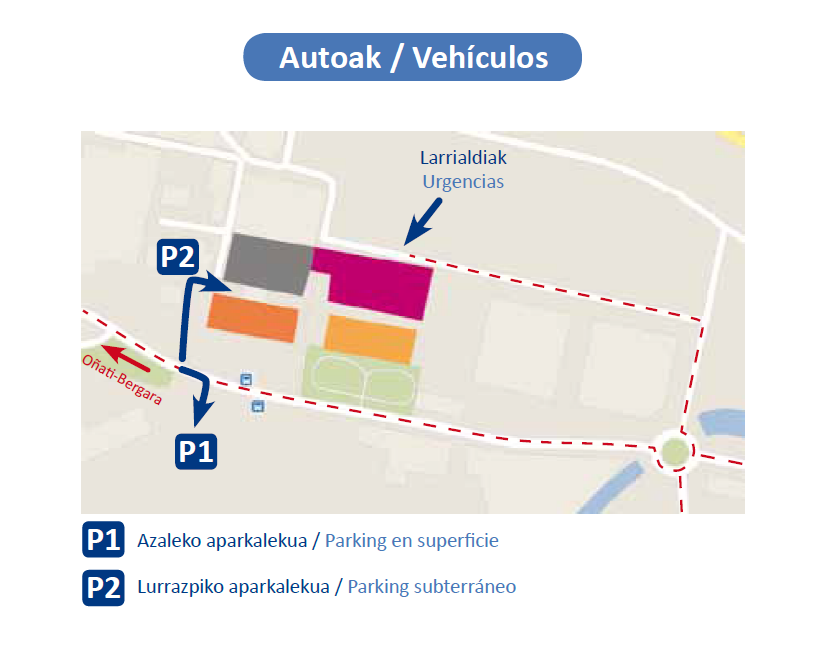 Autoak / Vehículos
Larrialdiak
Urgencias
P2
Oñati-Bergara
P1
P1 Azaleko aparkalekua / Parking en superficie
P2 Lurrazpiko aparkalekua / Parking subterráneo